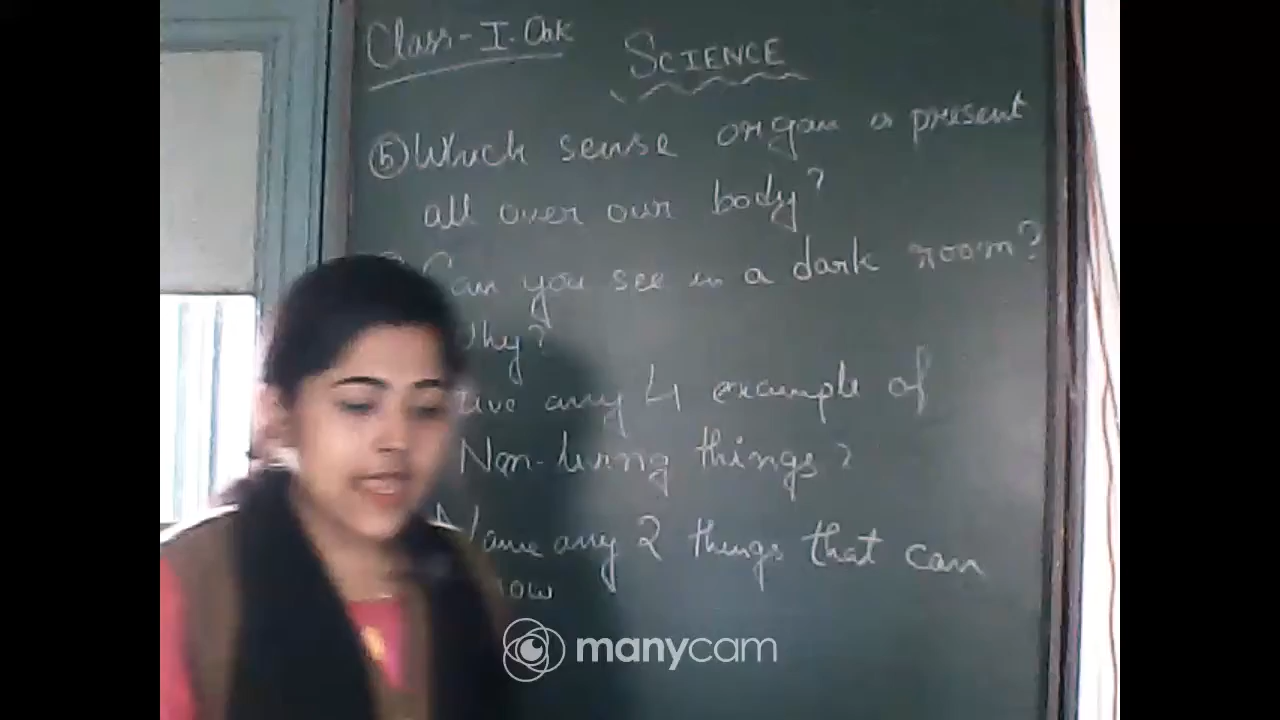 Class - I. Oak
SCIENCE
⑤ Which sense organ is present
all over our body?
Can you see in a dark room?
Why?
any 4 example of
Non-living things?
Name any 2 things that can
manycam